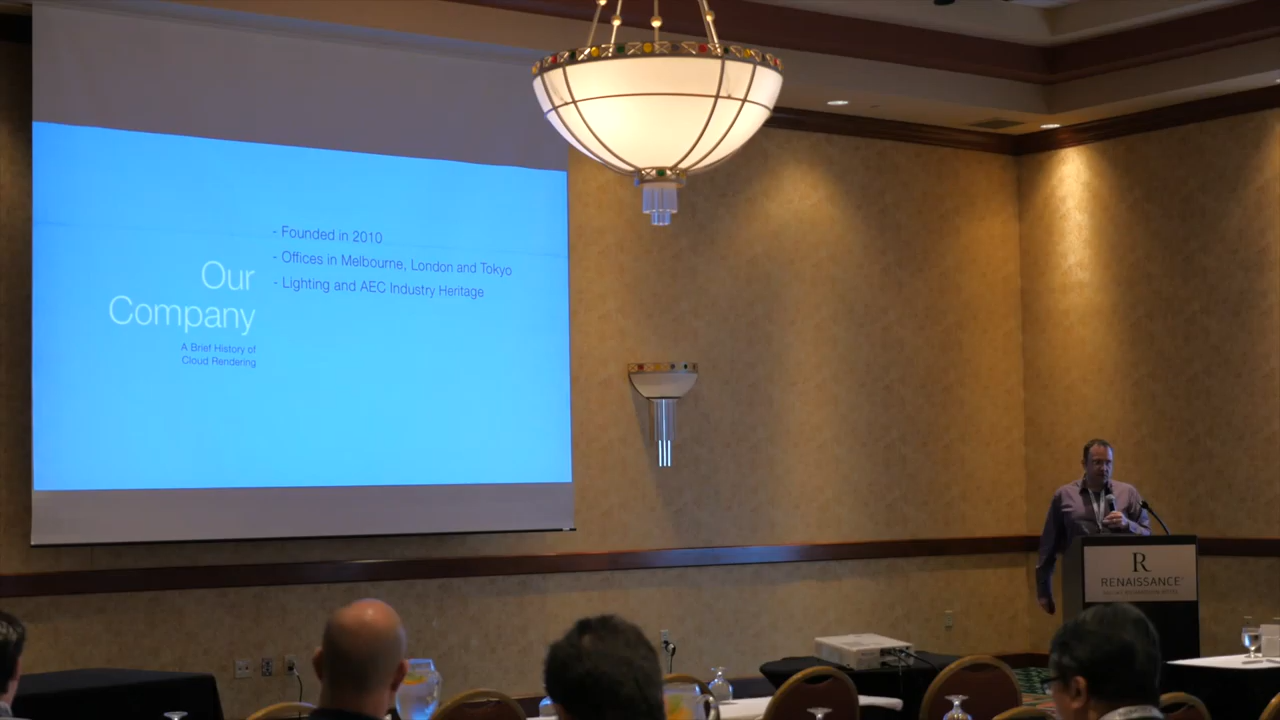 Our
Company
A Brief History of
Cloud Rendering
- Founded in 2010
- Offices in Melbourne, London and Tokyo
- Lighting and AEC Industry Heritage
R
RENAISSANCE